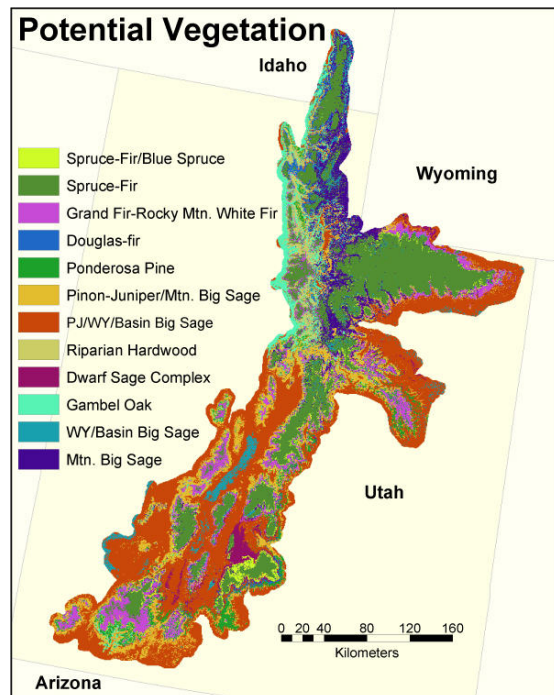 Potential Vegetation
Idaho
Wyoming
Spruce-Fir/Blue Spruce
Spruce-Fir
Grand Fir-Rocky Mtn. White Fir
Douglas-fir
Ponderosa Pine
Pinon-Juniper/Mtn. Big Sage
PJ/WY/Basin Big Sage
Riparian Hardwood
Dwarf Sage Complex
Gambel Oak
WY/Basin Big Sage
Mtn. Big Sage
Utah
0 20 40 80 120 160
Kilometers
Arizona